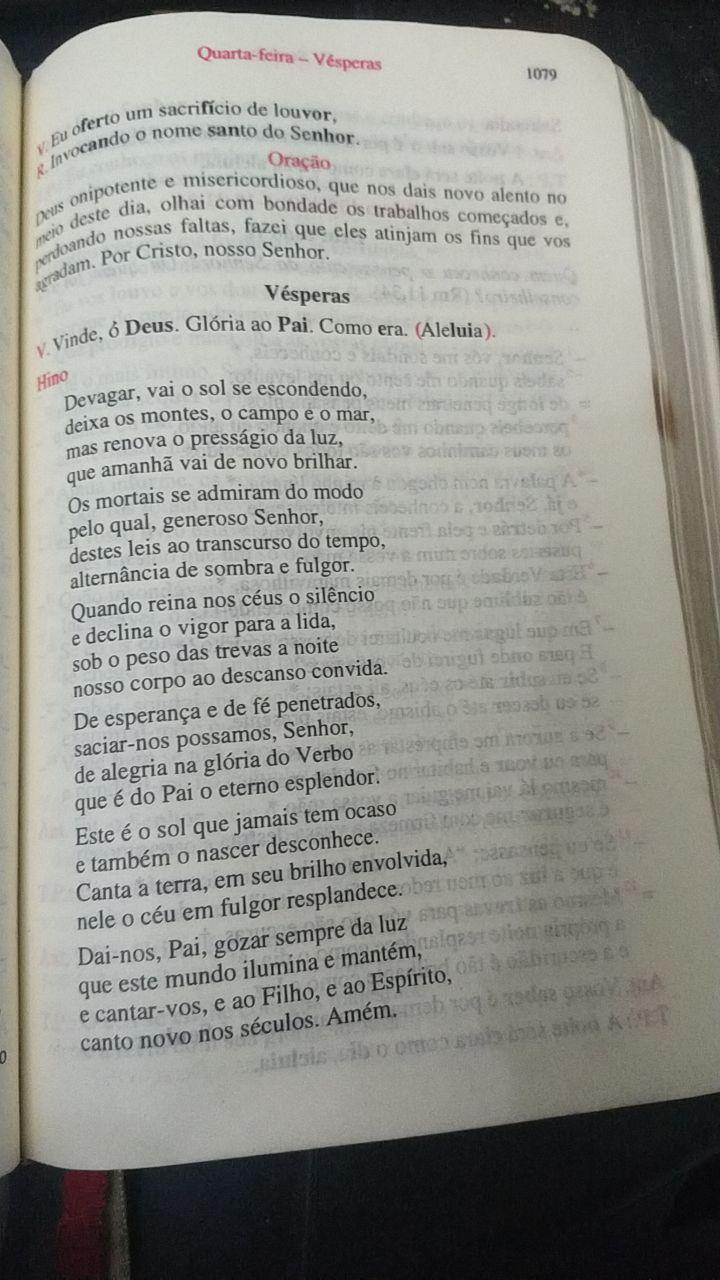 Quarta-feira – Vésperas 1079
V. Eu oferto um sacrifício de louvor,
R. Invocando o nome santo do Senhor.
Oração
Deus onipotente e misericordioso, que nos dais novo alento no
meio deste dia, olhai com bondade os trabalhos começados e,
perdoando nossas faltas, fazei que eles atinjam os fins que vos
agradam. Por Cristo, nosso Senhor.
Vésperas
V. Vinde, ó Deus. Glória ao Pai. Como era. (Aleluia).
Hino
Devagar, vai o sol se escondendo,
deixa os montes, o campo e o mar,
mas renova o presságio da luz,
que amanhã vai de novo brilhar.
Os mortais se admiram do modo
pelo qual, generoso Senhor,
destes leis ao transcurso do tempo,
alternância de sombra e fulgor.
Quando reina nos céus o silêncio
e declina o vigor para a lida,
sob o peso das trevas a noite
nosso corpo ao descanso convida.
De esperança e de fé penetrados,
saciar-nos possamos, Senhor,
de alegria na glória do Verbo
que é do Pai o eterno esplendor.
Este é o sol que jamais tem ocaso
e também o nascer desconhece.
Canta a terra, em seu brilho envolvida,
nele o céu em fulgor resplandece.
Dai-nos, Pai, gozar sempre da luz
que este mundo ilumina e mantém,
e cantar-vos, e ao Filho, e ao Espírito,
canto novo nos séculos. Amém.